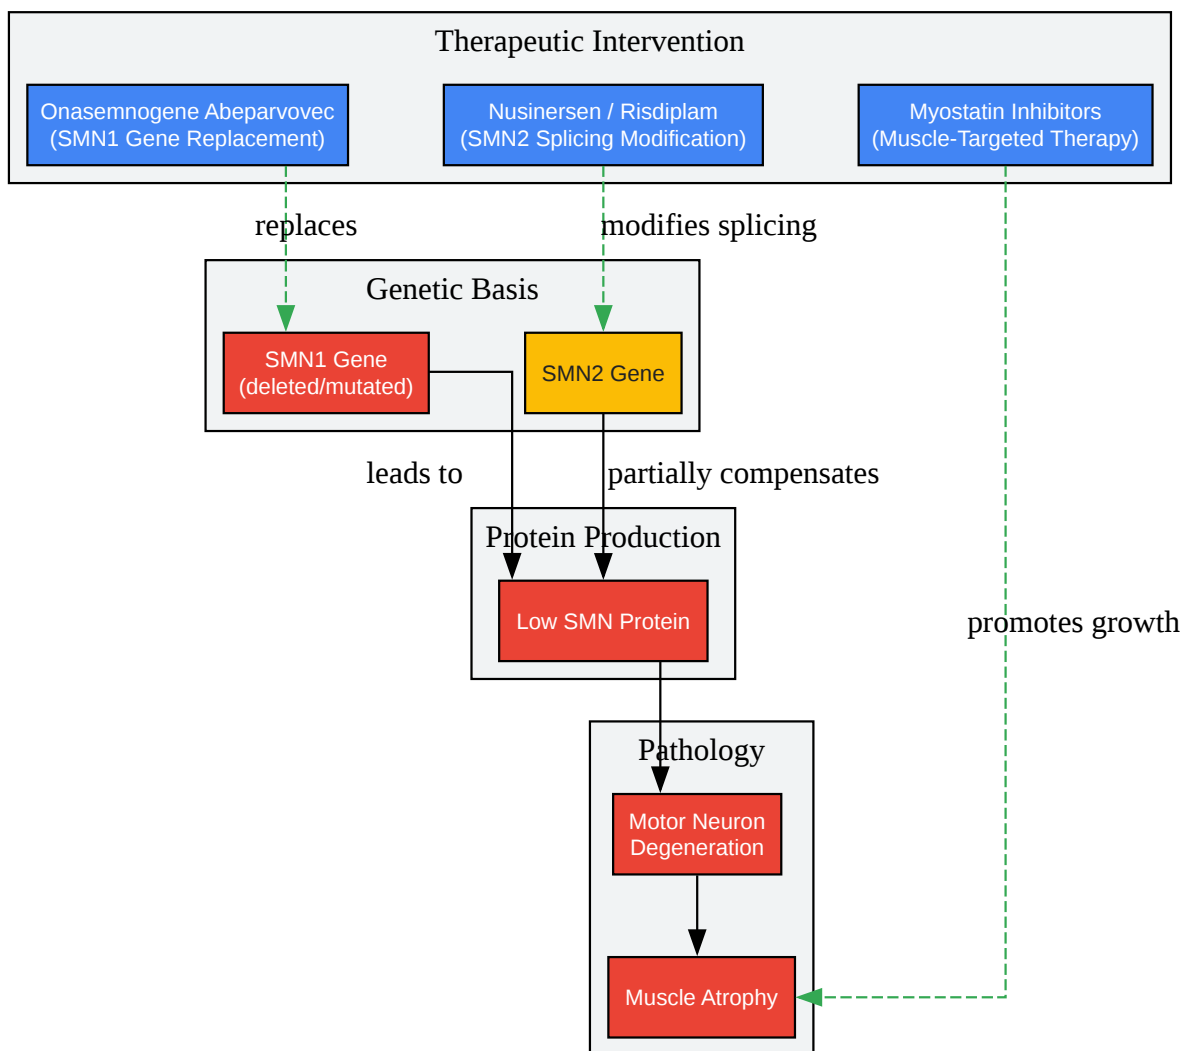 Therapeutic Intervention
Onasemnogene Abeparvovec
(SMN1 Gene Replacement)
Nusinersen / Risdiplam
(SMN2 Splicing Modification)
Myostatin Inhibitors
(Muscle-Targeted Therapy)
replaces
modifies splicing
Genetic Basis
SMN1 Gene
(deleted/mutated)
SMN2 Gene
leads to
partially compensates
Protein Production
Low SMN Protein
promotes growth
Pathology
Motor Neuron
Degeneration
Muscle Atrophy